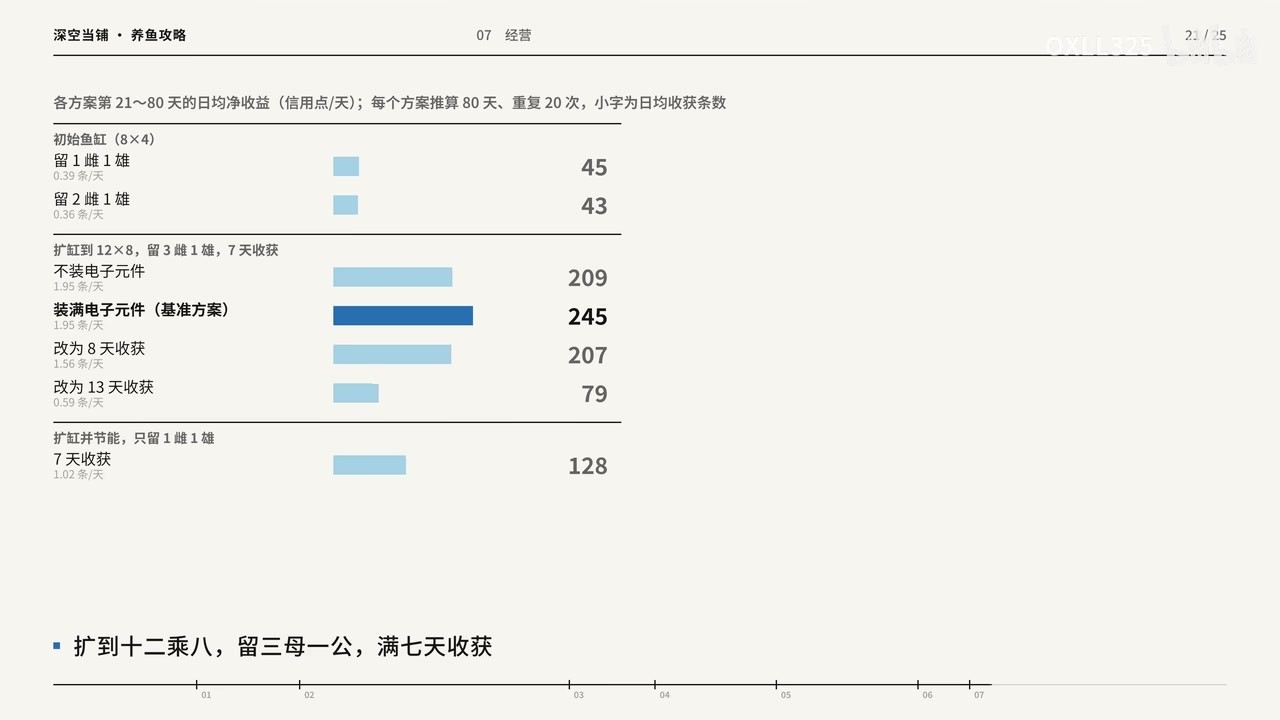 深空当铺 · 养鱼攻略
07 经营
21 / 25
QXLL325
各方案第 21～80 天的日均净收益（信用点/天）；每个方案推算 80 天、重复 20 次，小字为日均收获条数
初始鱼缸（8×4）
留 1 雌 1 雄
0.39 条/天
45
留 2 雌 1 雄
0.36 条/天
43
扩缸到 12×8，留 3 雌 1 雄，7 天收获
不装电子元件
1.95 条/天
209
装满电子元件（基准方案）
1.95 条/天
245
改为 8 天收获
1.56 条/天
207
改为 13 天收获
0.59 条/天
79
扩缸并节能，只留 1 雌 1 雄
7 天收获
1.02 条/天
128
扩到十二乘八，留三母一公，满七天收获
01 02 03 04 05 06 07